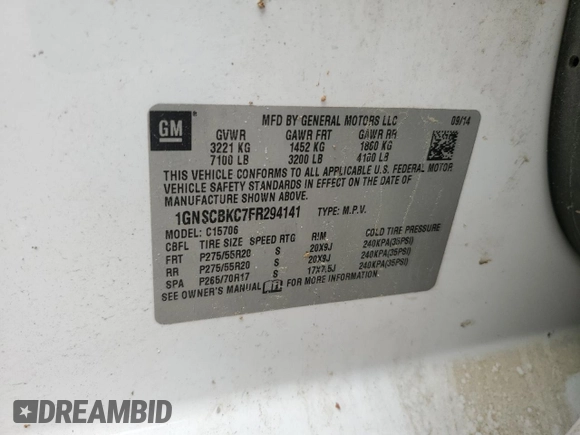 GM
MFD BY GENERAL MOTORS LLC 09/14
GVWR GAWR FRT GAWR RR
3221 KG 1452 KG 1860 KG
7100 LB 3200 LB 4100 LB
THIS VEHICLE CONFORMS TO ALL APPLICABLE U.S. FEDERAL MOTOR
VEHICLE SAFETY STANDARDS IN EFFECT ON THE DATE OF
MANUFACTURE SHOWN ABOVE.
1GNSCBKC7FR294141 TYPE: M.P.V.
MODEL: C15706
CBFL TIRE SIZE SPEED RTG RIM COLD TIRE PRESSURE
FRT P275/55R20 S 20X9J 240KPA(35PSI)
RR P275/55R20 S 20X9J 240KPA(35PSI)
SPA P265/70R17 S 17X7.5J 240KPA(35PSI)
SEE OWNER'S MANUAL FOR MORE INFORMATION.
DREAMBID